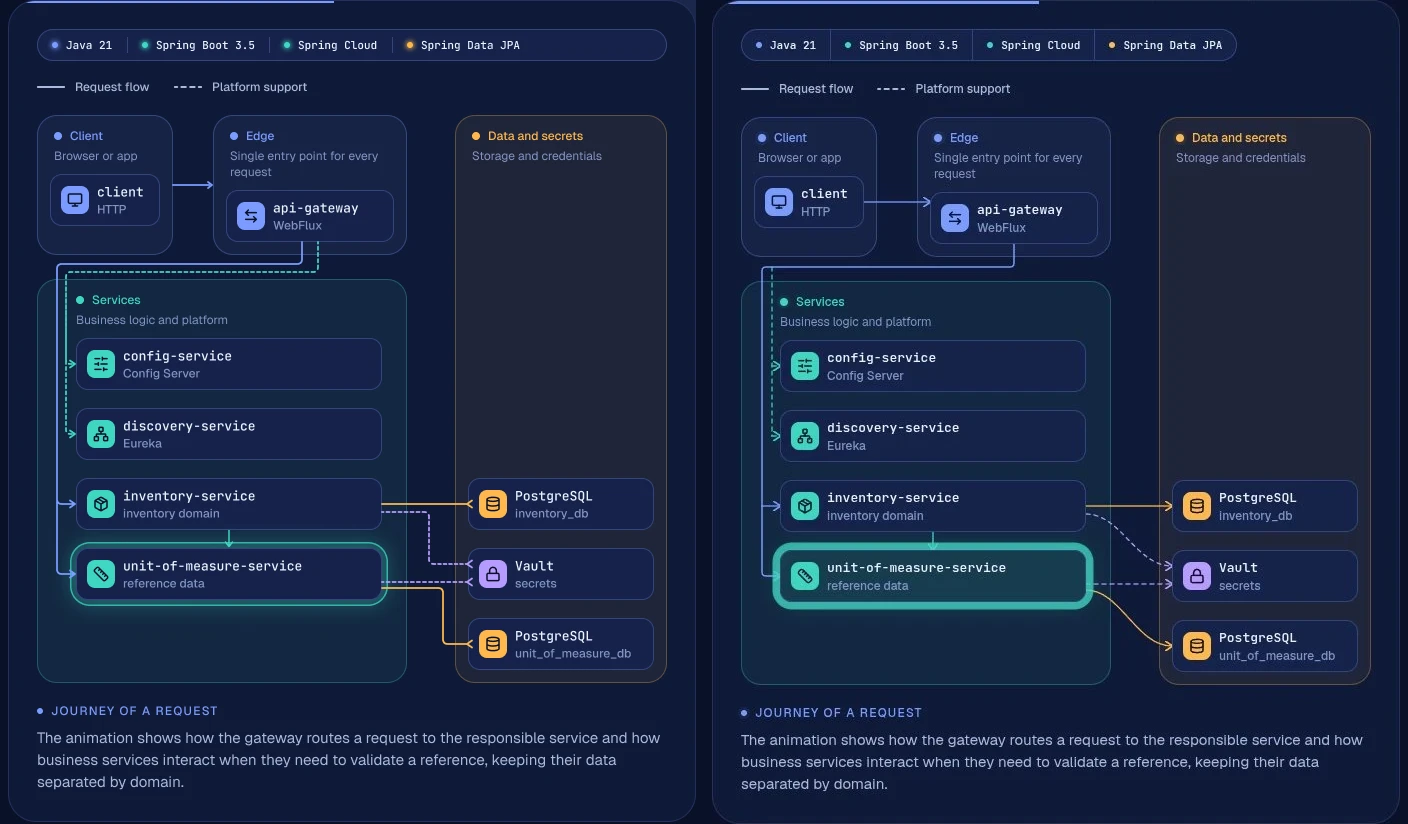 Java 21 Spring Boot 3.5 Spring Cloud Spring Data JPA
Request flow Platform support
Client
Browser or app
client
HTTP
Edge
Single entry point for every
request
api-gateway
WebFlux
Data and secrets
Storage and credentials
Services
Business logic and platform
config-service
Config Server
discovery-service
Eureka
inventory-service
inventory domain
unit-of-measure-service
reference data
PostgreSQL
inventory_db
Vault
secrets
PostgreSQL
unit_of_measure_db
JOURNEY OF A REQUEST
The animation shows how the gateway routes a request to the responsible service and how
business services interact when they need to validate a reference, keeping their data
separated by domain.
Java 21 Spring Boot 3.5 Spring Cloud Spring Data JPA
Request flow Platform support
Client
Browser or app
client
HTTP
Edge
Single entry point for every
request
api-gateway
WebFlux
Data and secrets
Storage and credentials
Services
Business logic and platform
config-service
Config Server
discovery-service
Eureka
inventory-service
inventory domain
unit-of-measure-service
reference data
PostgreSQL
inventory_db
Vault
secrets
PostgreSQL
unit_of_measure_db
JOURNEY OF A REQUEST
The animation shows how the gateway routes a request to the responsible service and how
business services interact when they need to validate a reference, keeping their data
separated by domain.